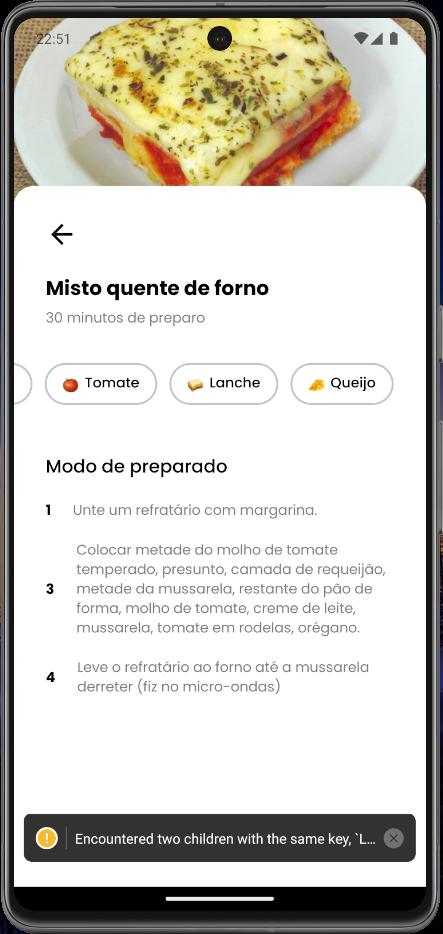 22:51
Misto quente de forno
30 minutos de preparo
Tomate
Lanche
Queijo
Modo de preparado
1 Unte um refratário com margarina.
Colocar metade do molho de tomate
temperado, presunto, camada de requeijão,
3 metade da mussarela, restante do pão de
forma, molho de tomate, creme de leite,
mussarela, tomate em rodelas, orégano.
4 Leve o refratário ao forno até a mussarela
derreter (fiz no micro-ondas)
Encountered two children with the same key, `L...